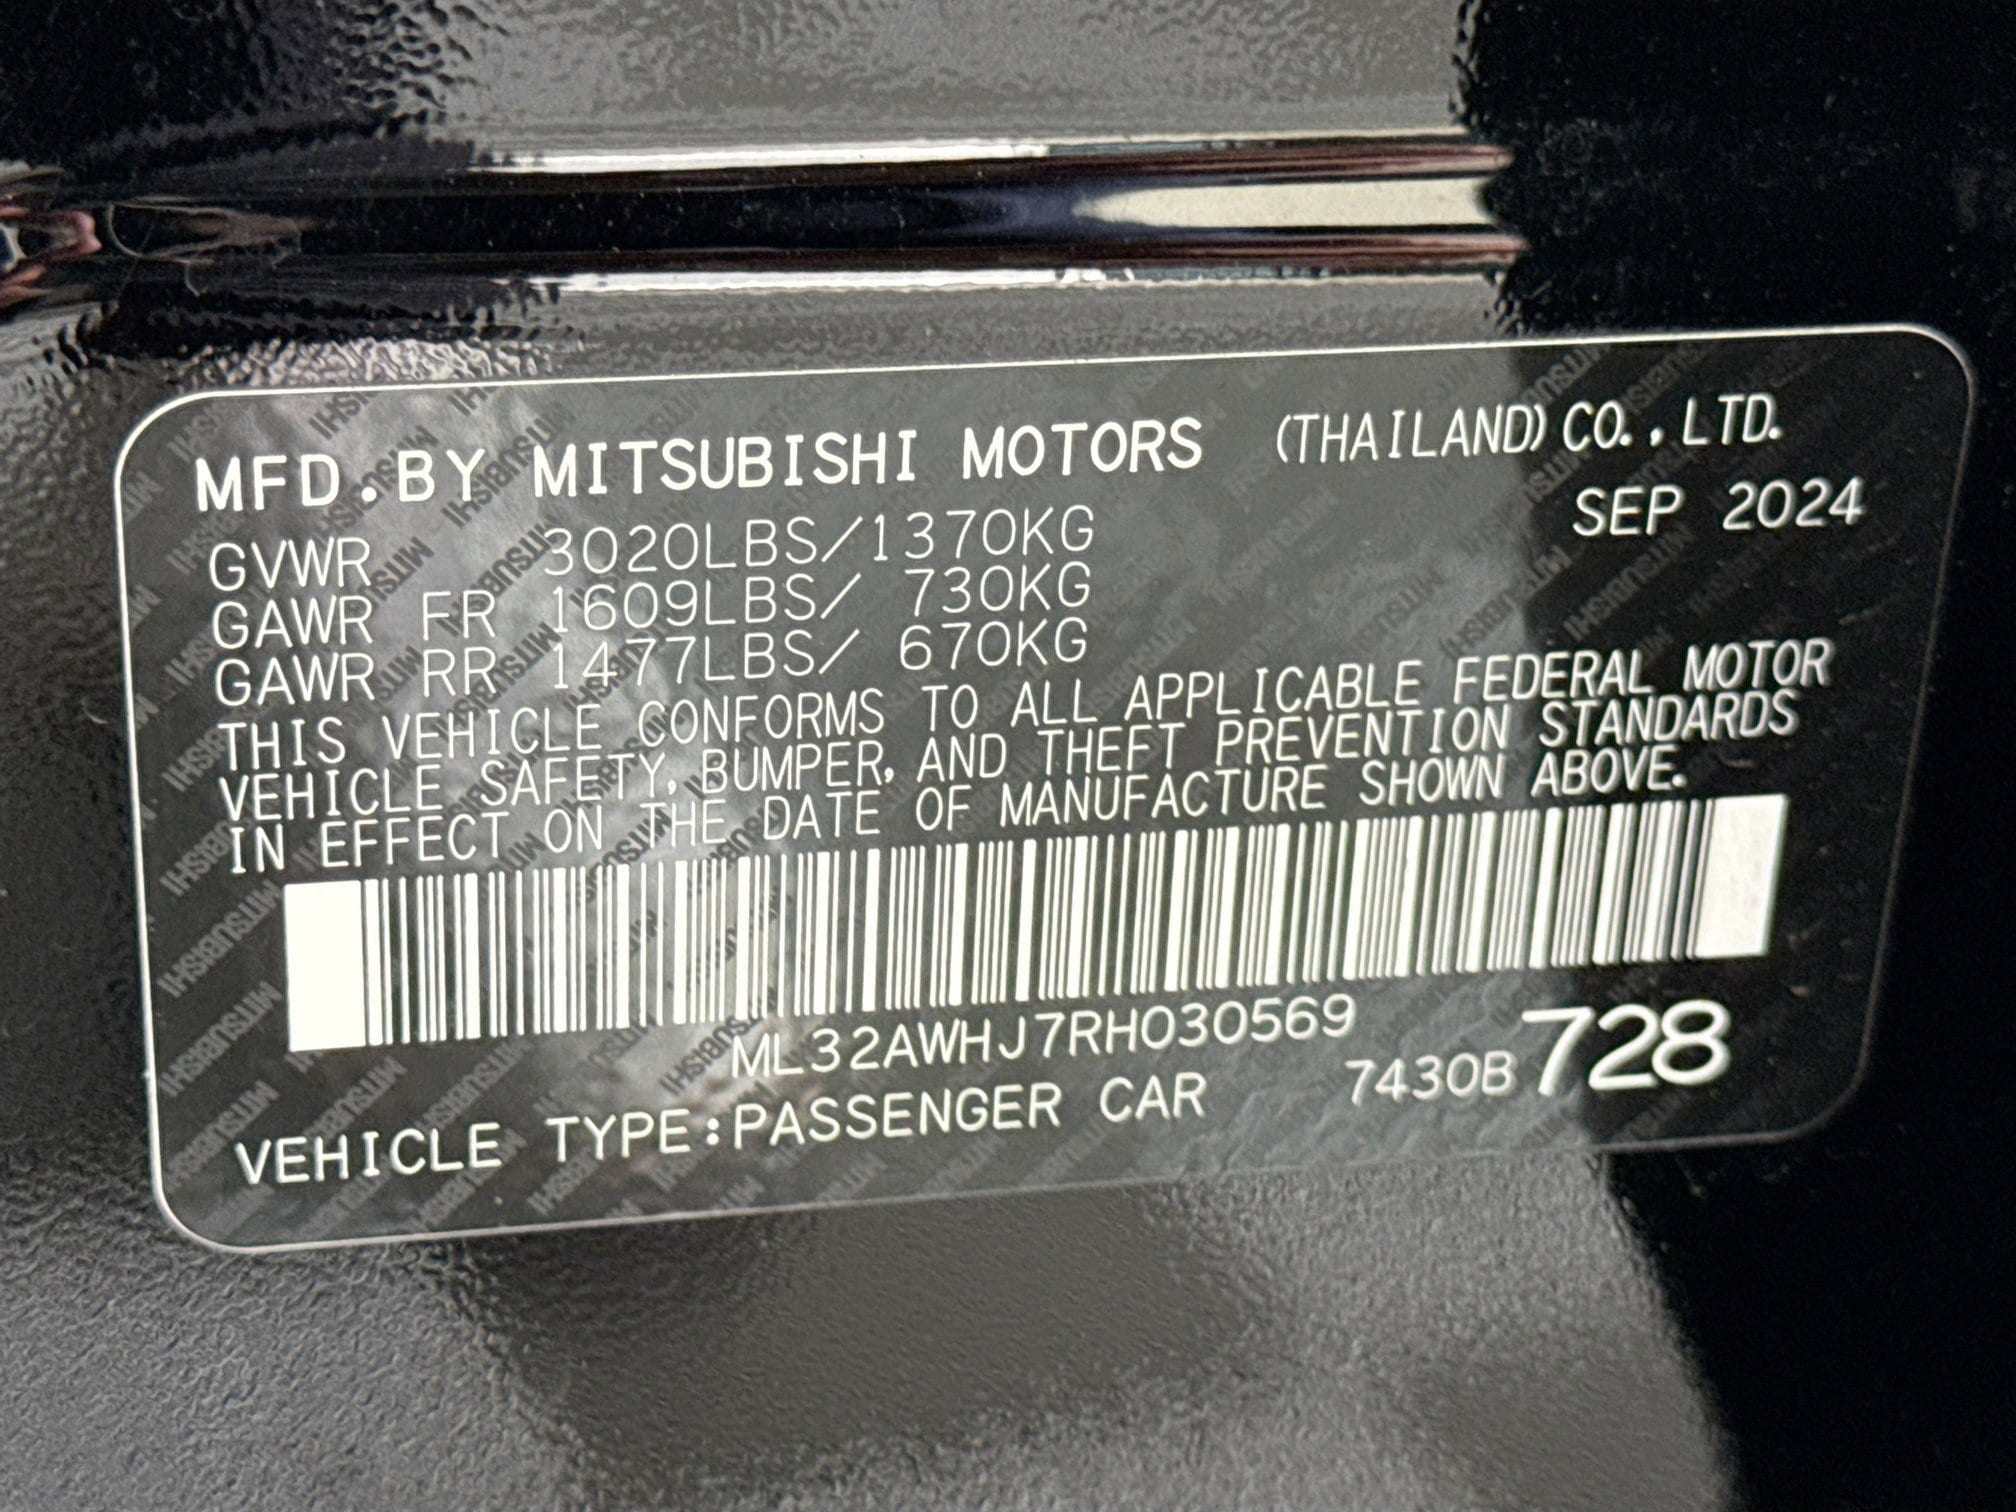 MFD.BY MITSUBISHI MOTORS (THAILAND) CO.,LTD.
SEP 2024
GVWR 3020LBS/1370KG
GAWR FR 1609LBS/ 730KG
GAWR RR 1477LBS/ 670KG
THIS VEHICLE CONFORMS TO ALL APPLICABLE FEDERAL MOTOR
VEHICLE SAFETY, BUMPER, AND THEFT PREVENTION STANDARDS
IN EFFECT ON THE DATE OF MANUFACTURE SHOWN ABOVE.
ML32AWHJ7RH030569
VEHICLE TYPE:PASSENGER CAR 7430B 728